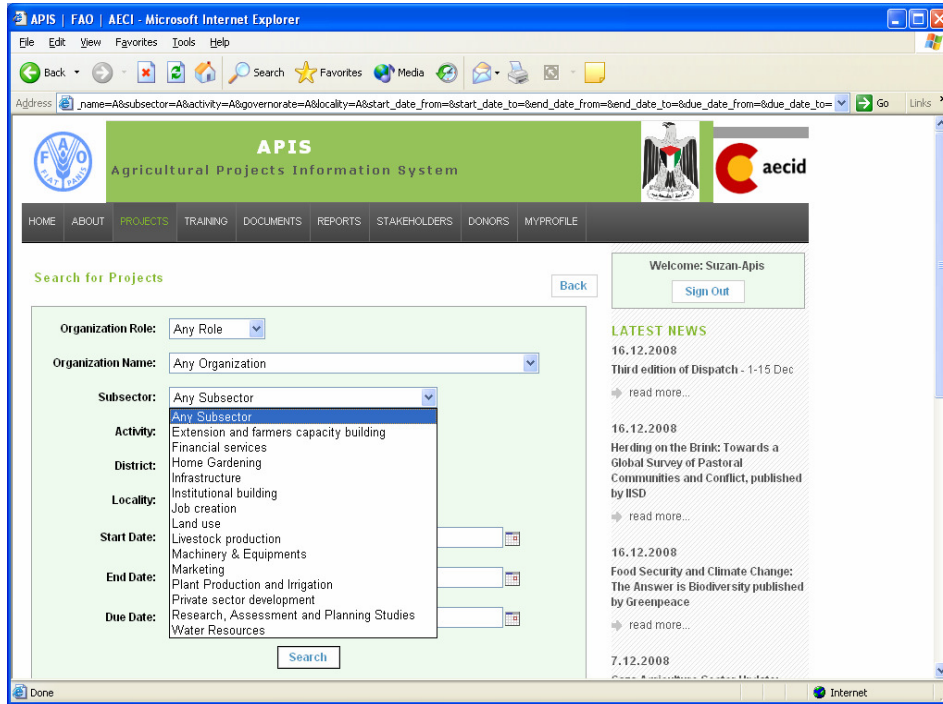 APIS | FAO | AECI - Microsoft Internet Explorer
File Edit View Favorites Tools Help
Back Search Favorites Media
Address _name=A&subsector=A&activity=A&governorate=A&locality=A&start_date_from=&start_date_to=&end_date_from=&end_date_to=&due_date_from=&due_date_to= Go Links
FAO
FIAT PANIS
APIS
Agricultural Projects Information System
aecid
HOME ABOUT PROJECTS TRAINING DOCUMENTS REPORTS STAKEHOLDERS DONORS MYPROFILE
Search for Projects
Back
Organization Role: Any Role
Organization Name: Any Organization
Subsector: Any Subsector
Any Subsector
Extension and farmers capacity building
Financial services
Home Gardening
Infrastructure
Institutional building
Job creation
Land use
Livestock production
Machinery & Equipments
Marketing
Plant Production and Irrigation
Private sector development
Research, Assessment and Planning Studies
Water Resources
Activity:
District:
Locality:
Start Date:
End Date:
Due Date:
Search
Welcome: Suzan-Apis
Sign Out
LATEST NEWS
16.12.2008
Third edition of Dispatch - 1-15 Dec
read more...
16.12.2008
Herding on the Brink: Towards a
Global Survey of Pastoral
Communities and Conflict, published
by IISD
read more...
16.12.2008
Food Security and Climate Change:
The Answer is Biodiversity published
by Greenpeace
read more...
7.12.2008
Done Internet